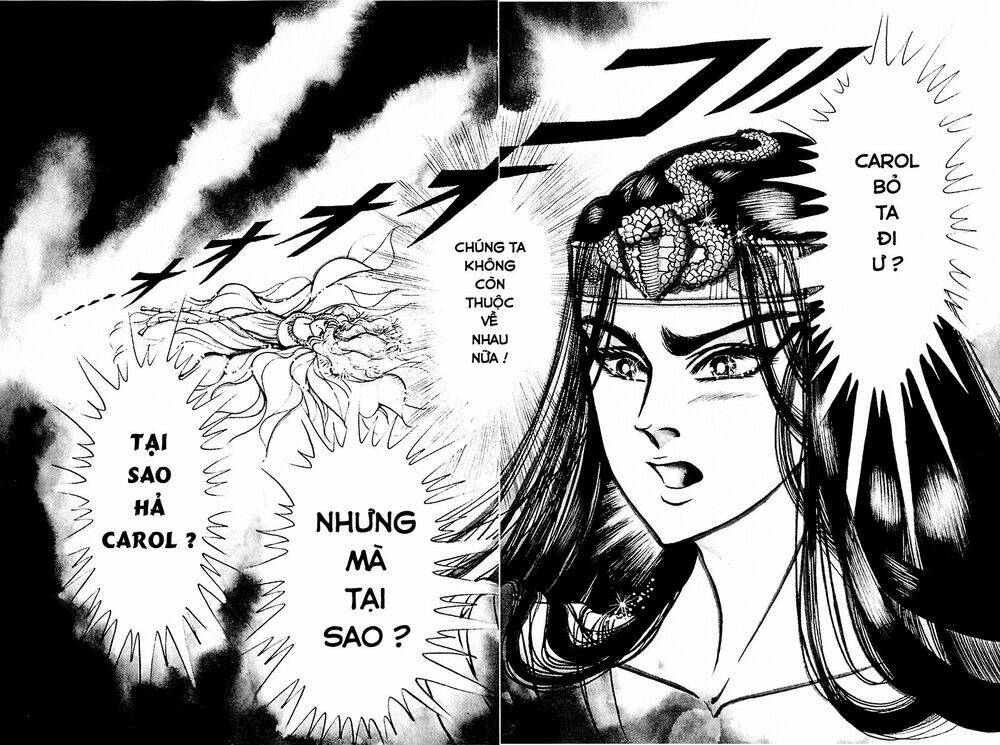 CAROL
BỎ
TA
ĐI
Ư ?
CHÚNG TA
KHÔNG
CÒN
THUỘC
VỀ
NHAU
NỮA !
NHƯNG
MÀ
TẠI
SAO ?
TẠI
SAO
HẢ
CAROL ?